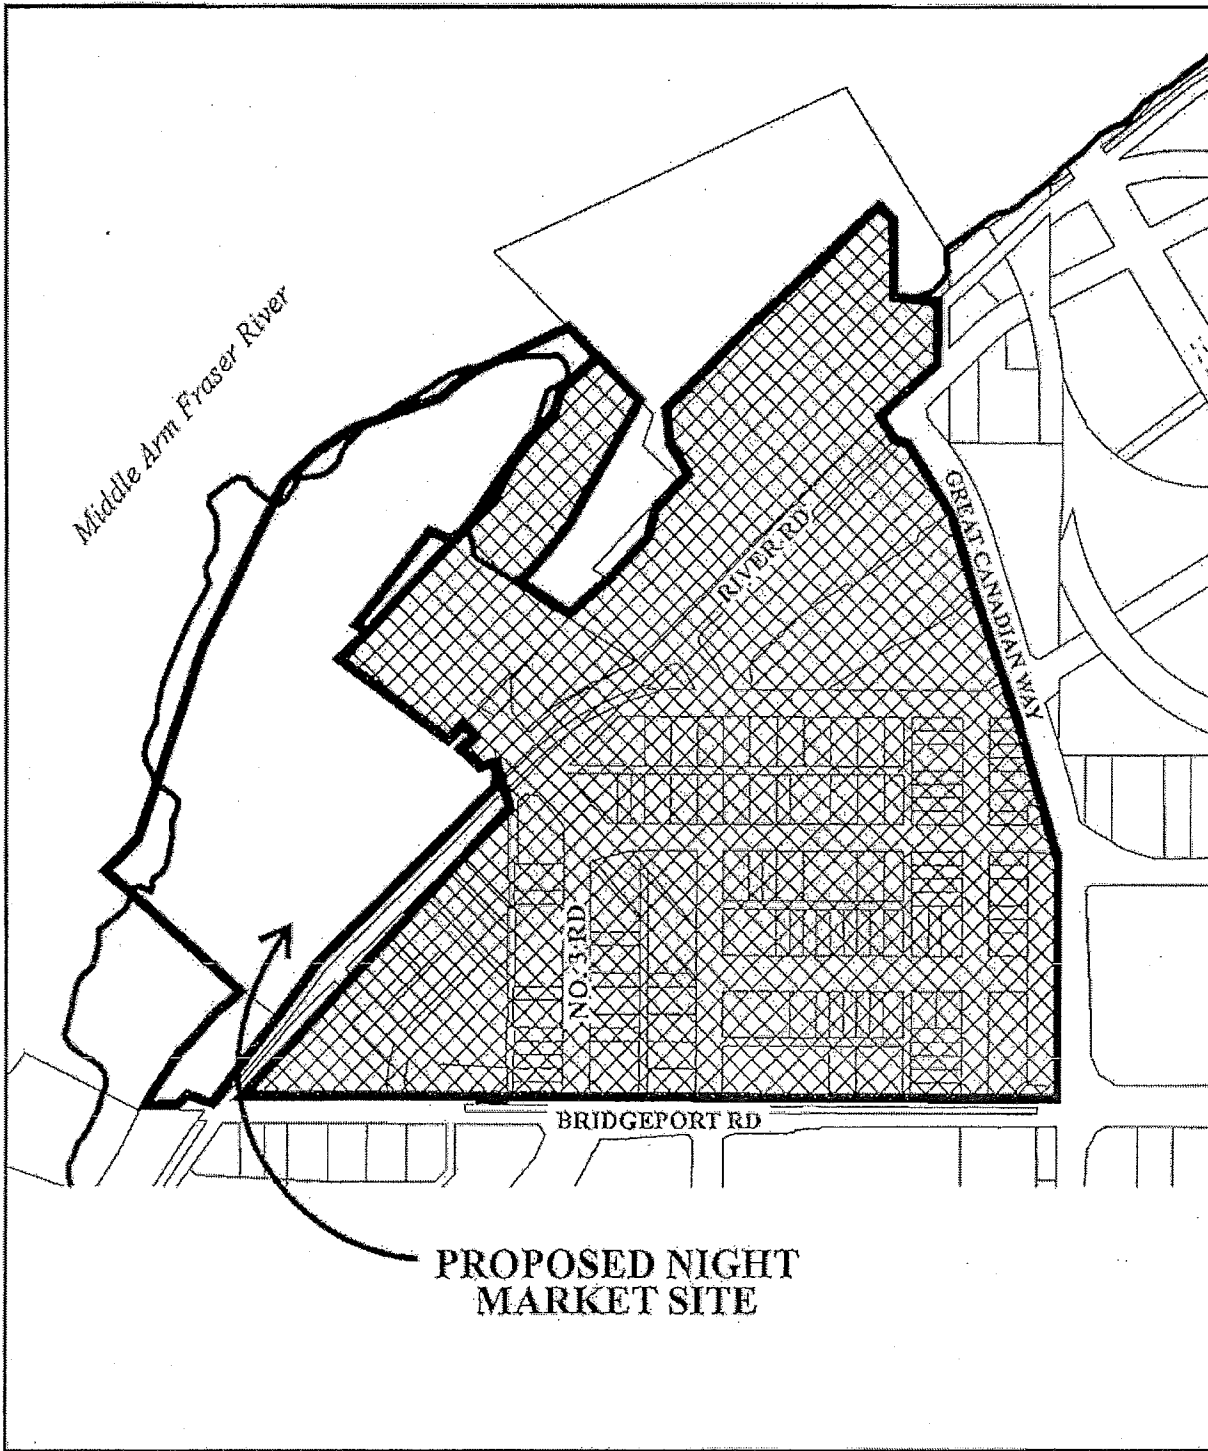 Middle Arm Fraser River
RIVER RD
GREAT CANADIAN WAY
NO. 3 RD
BRIDGEPORT RD
PROPOSED NIGHT
MARKET SITE